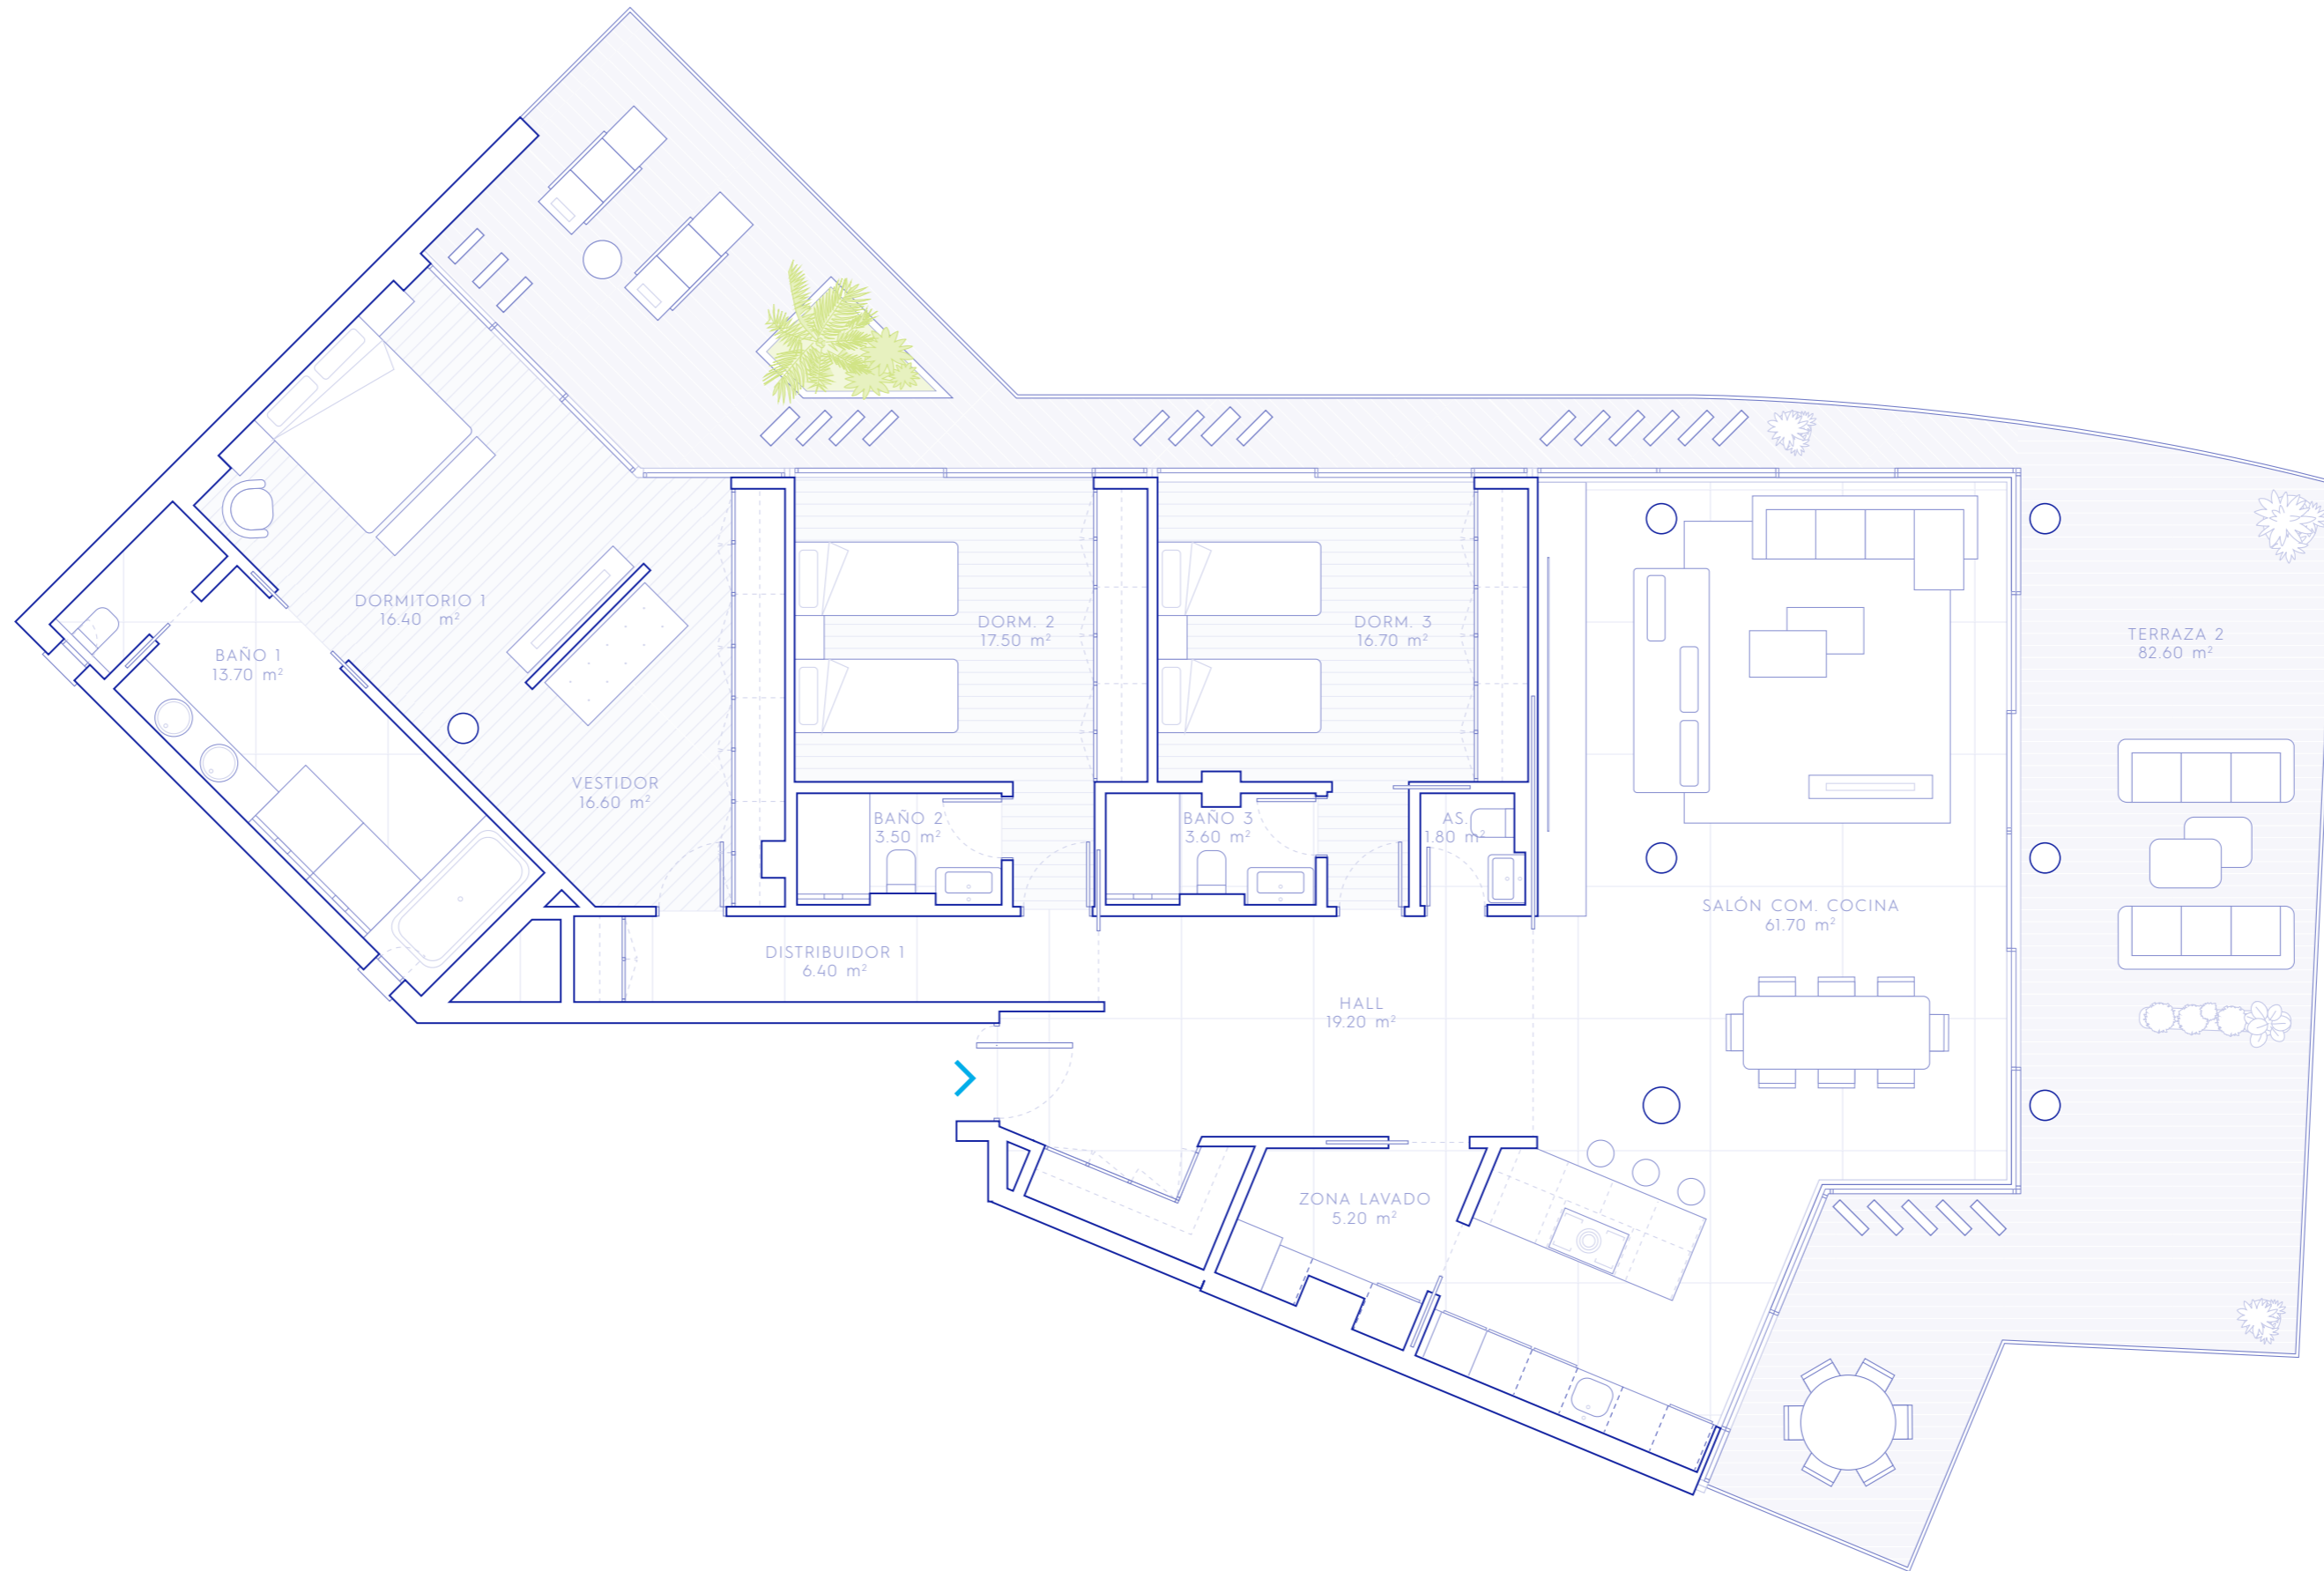 DORMITORIO 1
16.40 m²
BAÑO 1
13.70 m²
VESTIDOR
16.60 m²
DORM. 2
17.50 m²
DORM. 3
16.70 m²
BAÑO 2
3.50 m²
BAÑO 3
3.60 m²
AS.
1.80 m²
DISTRIBUIDOR 1
6.40 m²
HALL
19.20 m²
SALÓN COM. COCINA
61.70 m²
TERRAZA 2
82.60 m²
ZONA LAVADO
5.20 m²